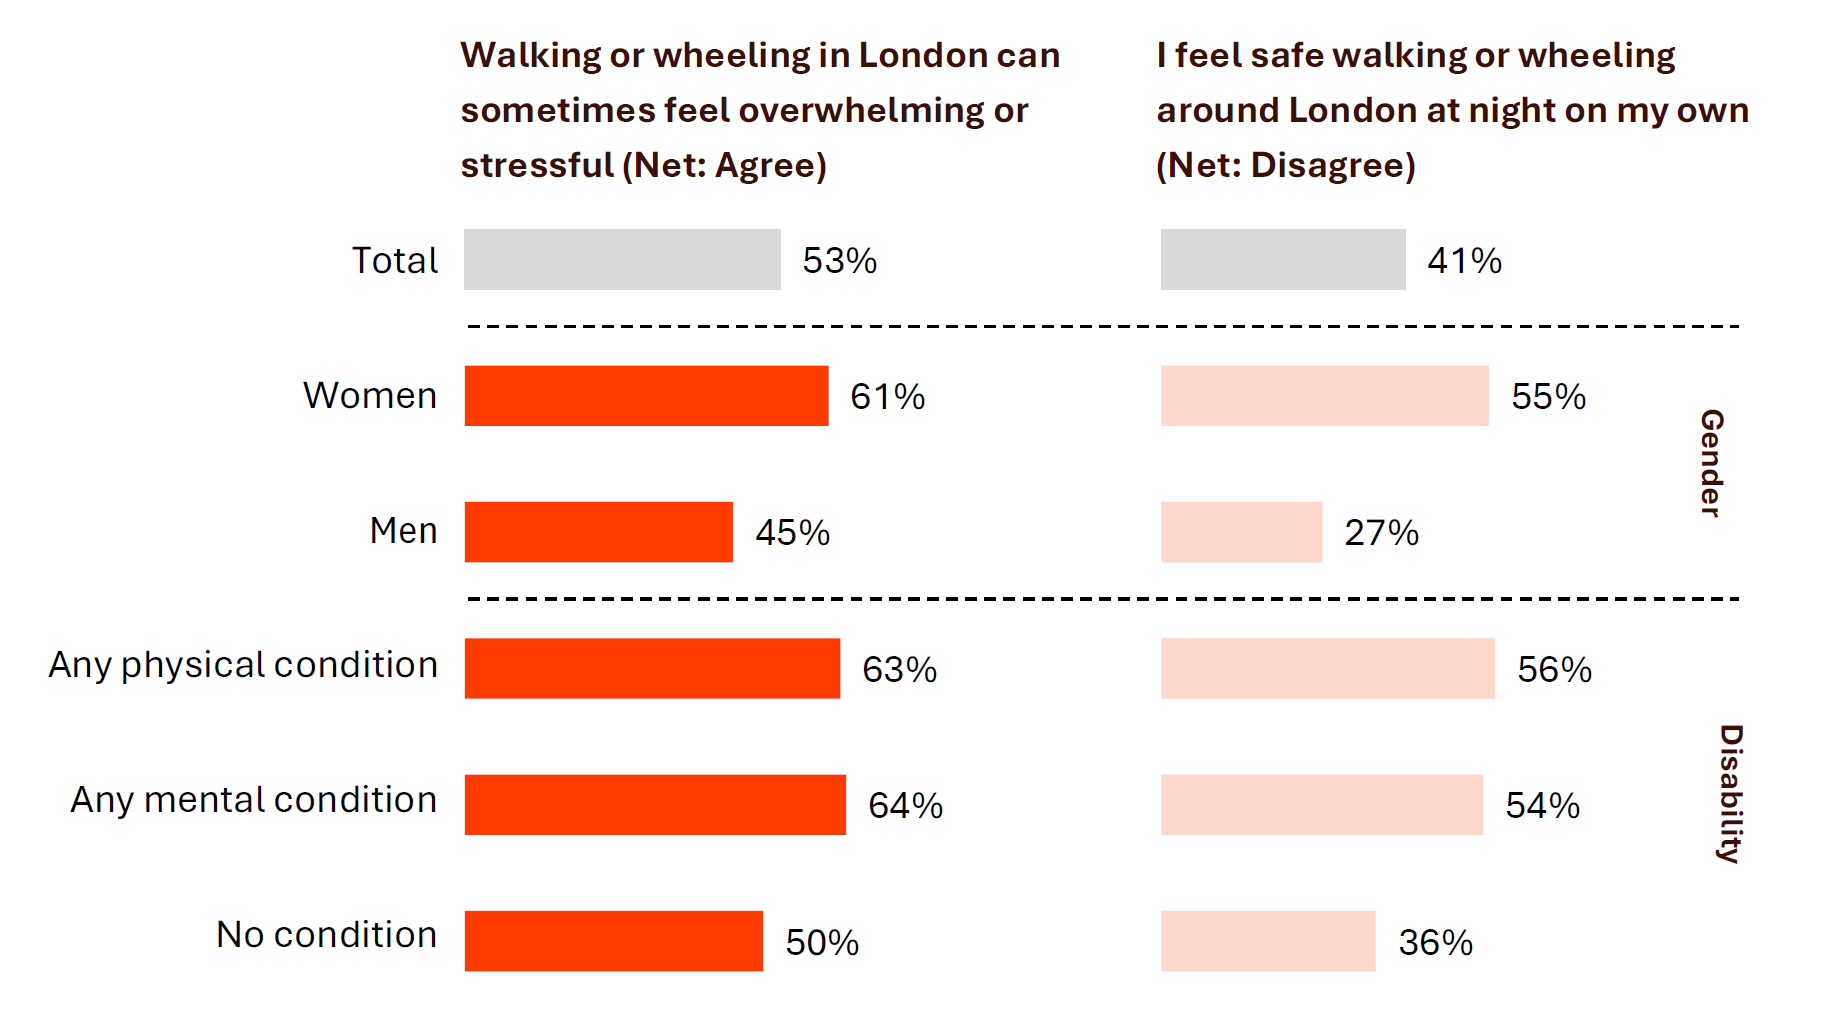 Walking or wheeling in London can
sometimes feel overwhelming or
stressful (Net: Agree)
I feel safe walking or wheeling
around London at night on my own
(Net: Disagree)
Total
53%
41%
Women
61%
55%
Men
45%
27%
Gender
Any physical condition
63%
56%
Any mental condition
64%
54%
No condition
50%
36%
Disability